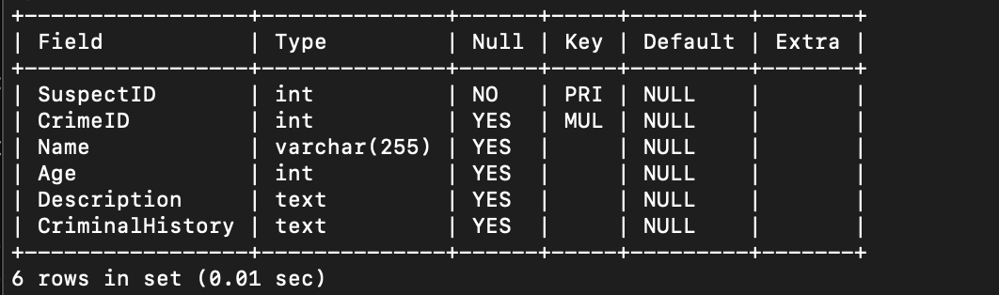 +------------------+--------------+------+-----+---------+-------+
| Field            | Type         | Null | Key | Default | Extra |
+------------------+--------------+------+-----+---------+-------+
| SuspectID        | int          | NO   | PRI | NULL    |       |
| CrimeID          | int          | YES  | MUL | NULL    |       |
| Name             | varchar(255) | YES  |     | NULL    |       |
| Age              | int          | YES  |     | NULL    |       |
| Description      | text         | YES  |     | NULL    |       |
| CriminalHistory | text         | YES  |     | NULL    |       |
+------------------+--------------+------+-----+---------+-------+
6 rows in set (0.01 sec)